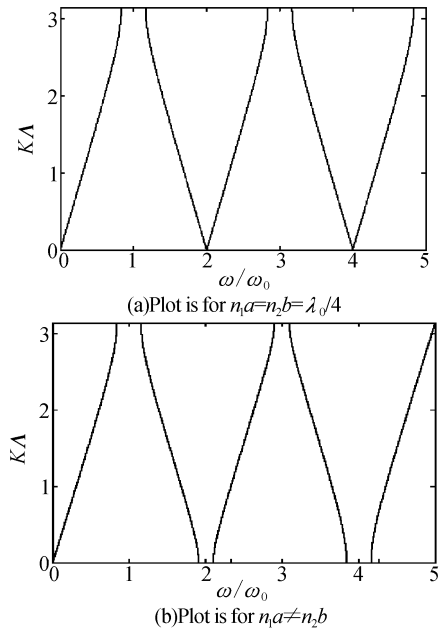 3
2
1
0
KΛ
0 1 2 3 4 5
ω/ω₀
(a)Plot is for n₁a=n₂b=λ₀/4
3
2
1
0
KΛ
0 1 2 3 4 5
ω/ω₀
(b)Plot is for n₁a≠n₂b